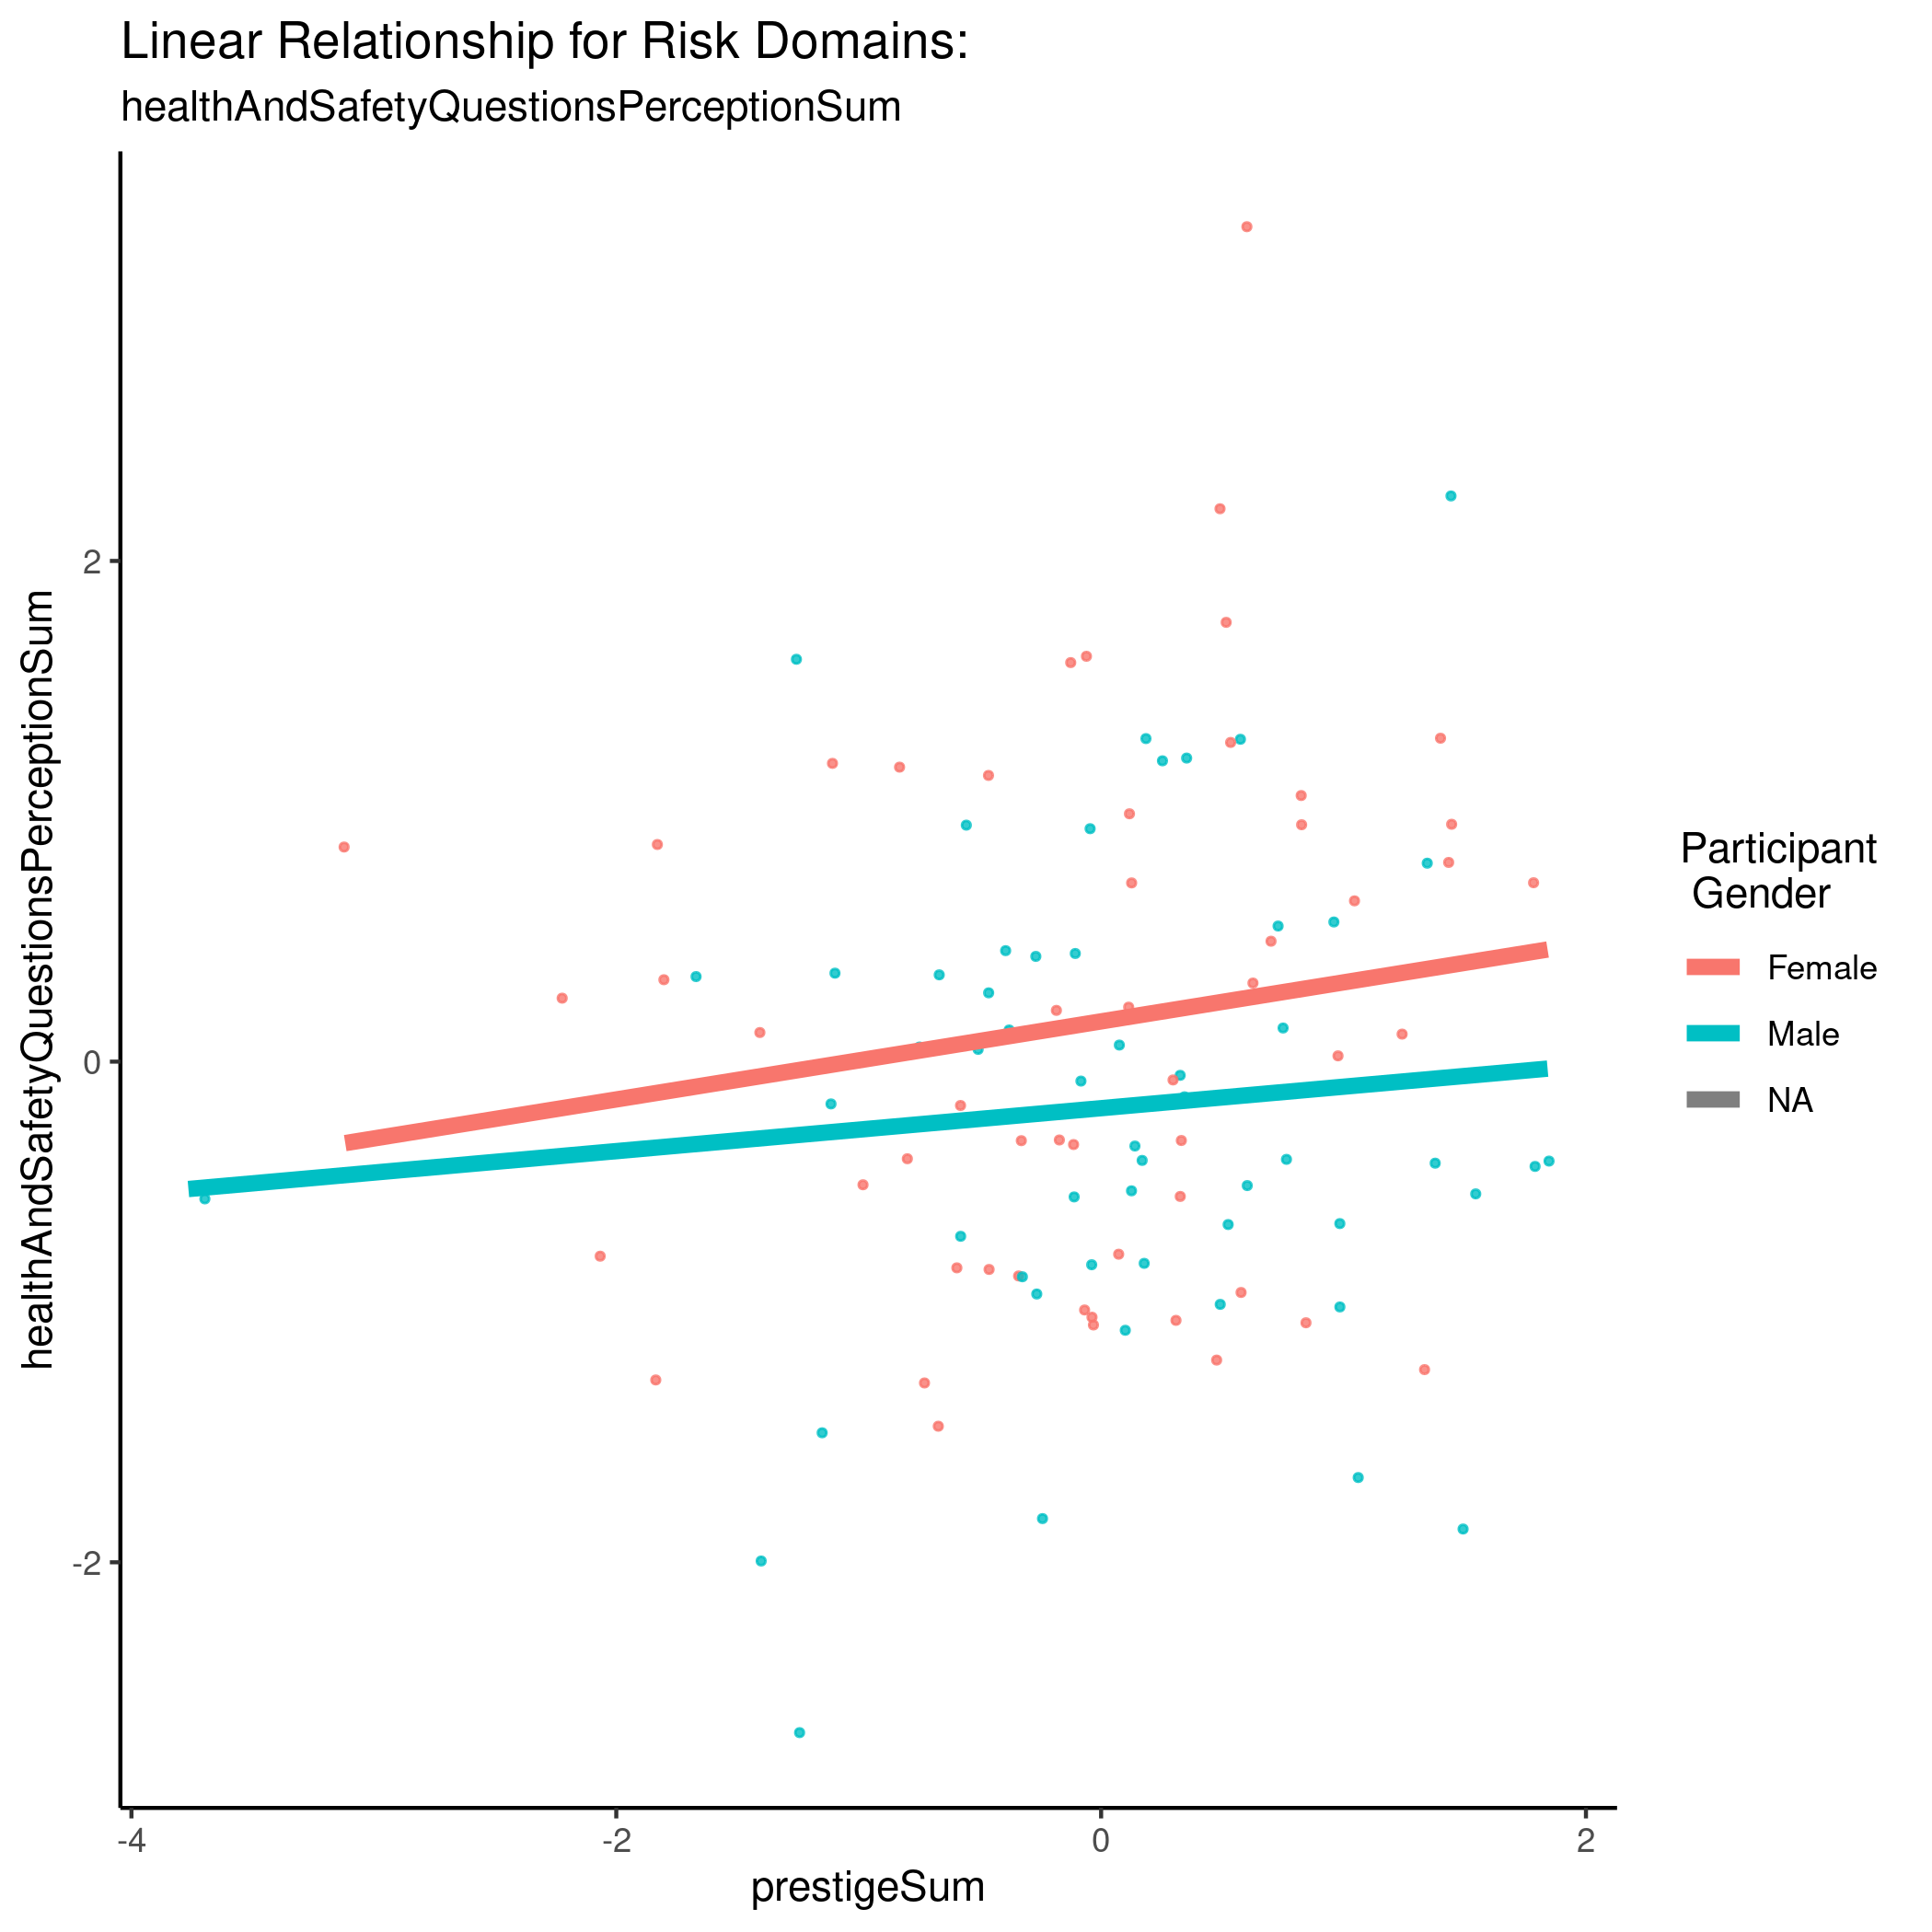 Linear Relationship for Risk Domains:
healthAndSafetyQuestionsPerceptionSum
healthAndSafetyQuestionsPerceptionSum
2
0
-2
-4
-2
0
2
prestigeSum
Participant
Gender
Female
Male
NA